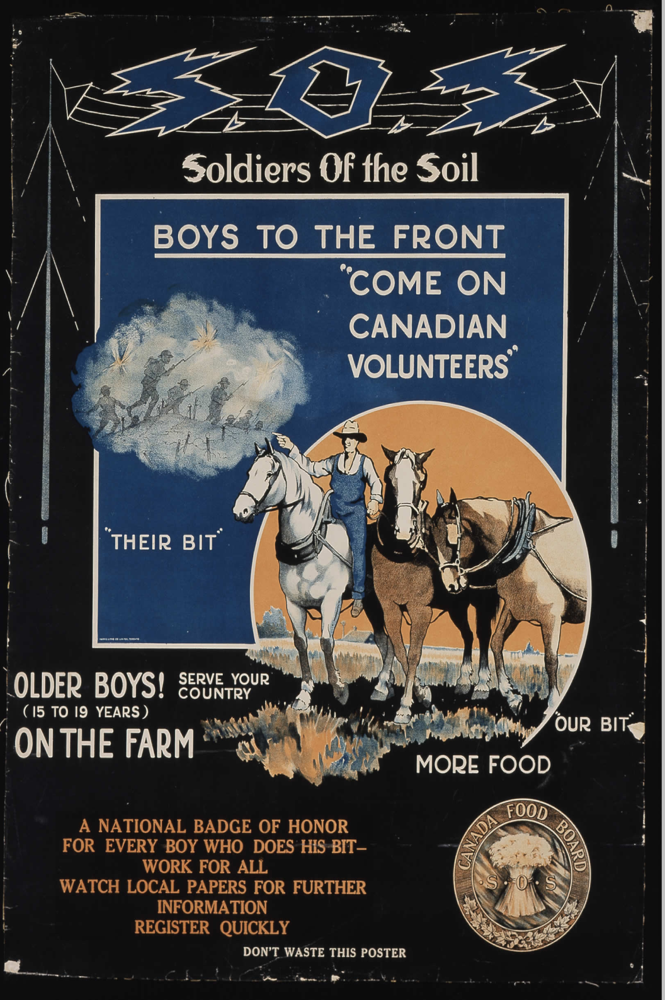 S.O.S.
Soldiers Of the Soil
BOYS TO THE FRONT
"COME ON
CANADIAN
VOLUNTEERS"
"THEIR BIT"
OLDER BOYS! SERVE YOUR
COUNTRY
(15 TO 19 YEARS)
ON THE FARM
"OUR BIT"
MORE FOOD
A NATIONAL BADGE OF HONOR
FOR EVERY BOY WHO DOES HIS BIT—
WORK FOR ALL
WATCH LOCAL PAPERS FOR FURTHER
INFORMATION
REGISTER QUICKLY
DON'T WASTE THIS POSTER
CANADA FOOD BOARD
·S·O·S